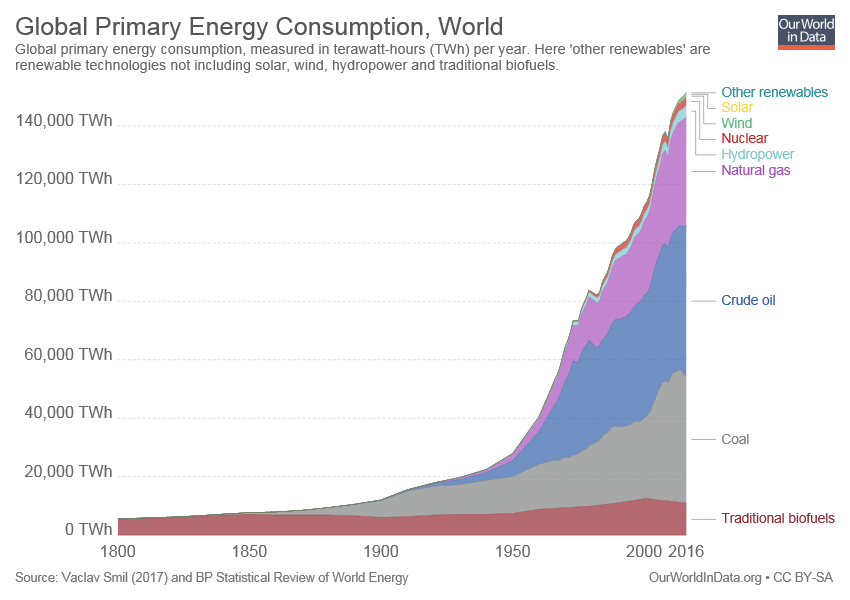 Global Primary Energy Consumption, World
Our World
in Data
Global primary energy consumption, measured in terawatt-hours (TWh) per year. Here 'other renewables' are
renewable technologies not including solar, wind, hydropower and traditional biofuels.
140,000 TWh
120,000 TWh
100,000 TWh
80,000 TWh
60,000 TWh
40,000 TWh
20,000 TWh
0 TWh
Other renewables
Solar
Wind
Nuclear
Hydropower
Natural gas
Crude oil
Coal
Traditional biofuels
1800 1850 1900 1950 2000 2016
Source: Vaclav Smil (2017) and BP Statistical Review of World Energy
OurWorldInData.org • CC BY-SA